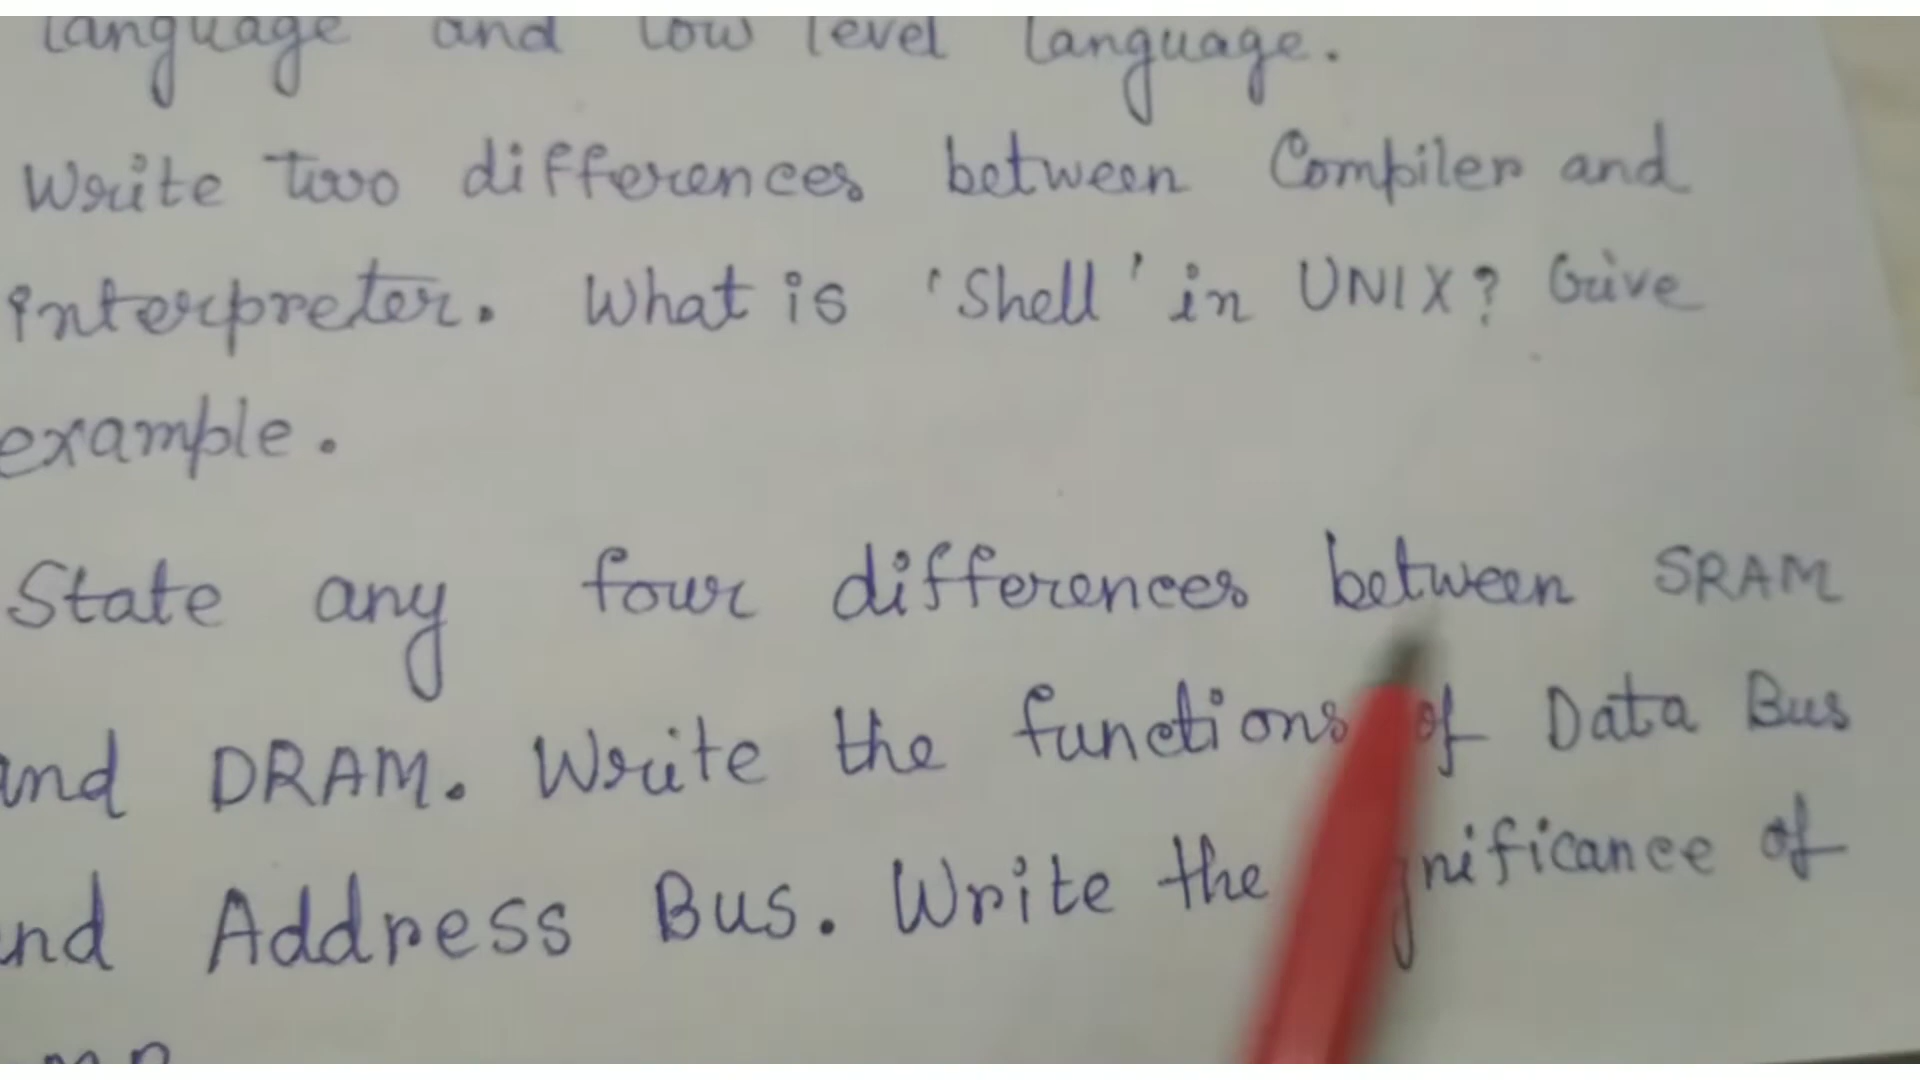 language and low level language.
Write two differences between Compiler and
interpreter. What is 'Shell' in UNIX? Give
example.
State any four differences between SRAM
and DRAM. Write the functions of Data Bus
and Address Bus. Write the significance of